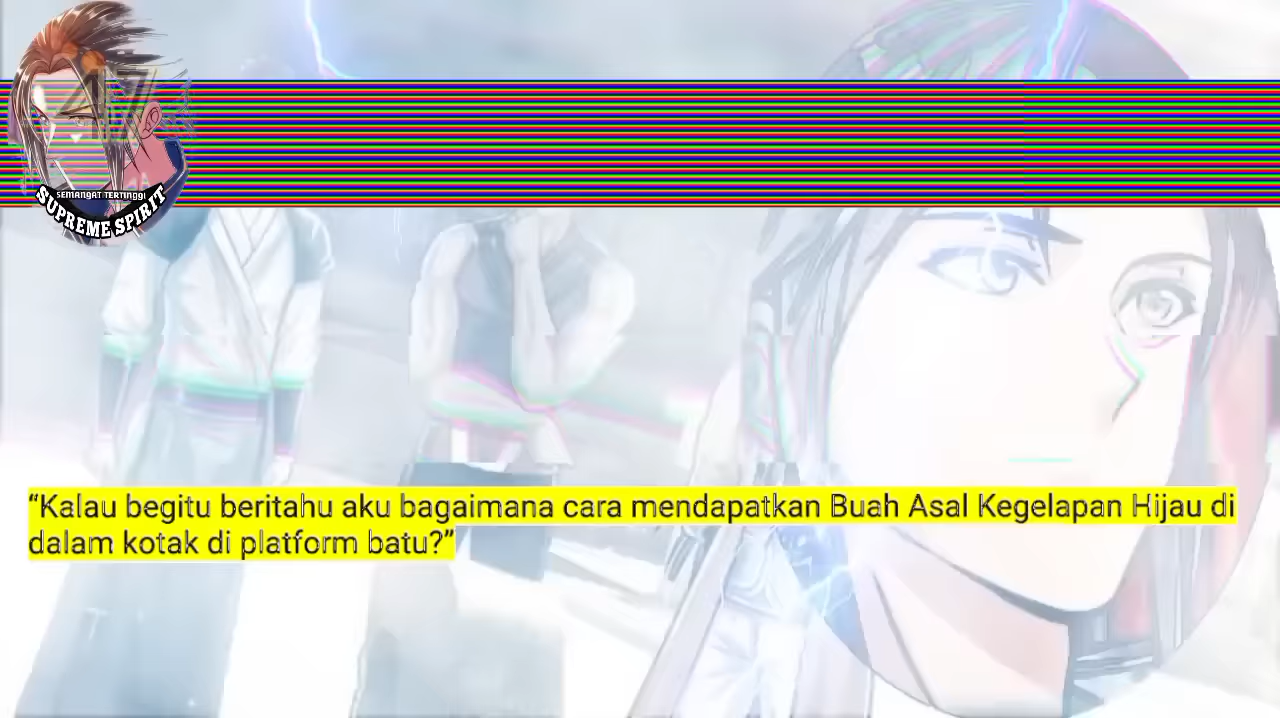 17
SEMANGAT TERTINGGI
SUPREME SPIRIT
“Kalau begitu beritahu aku bagaimana cara mendapatkan Buah Asal Kegelapan Hijau di
dalam kotak di platform batu?”